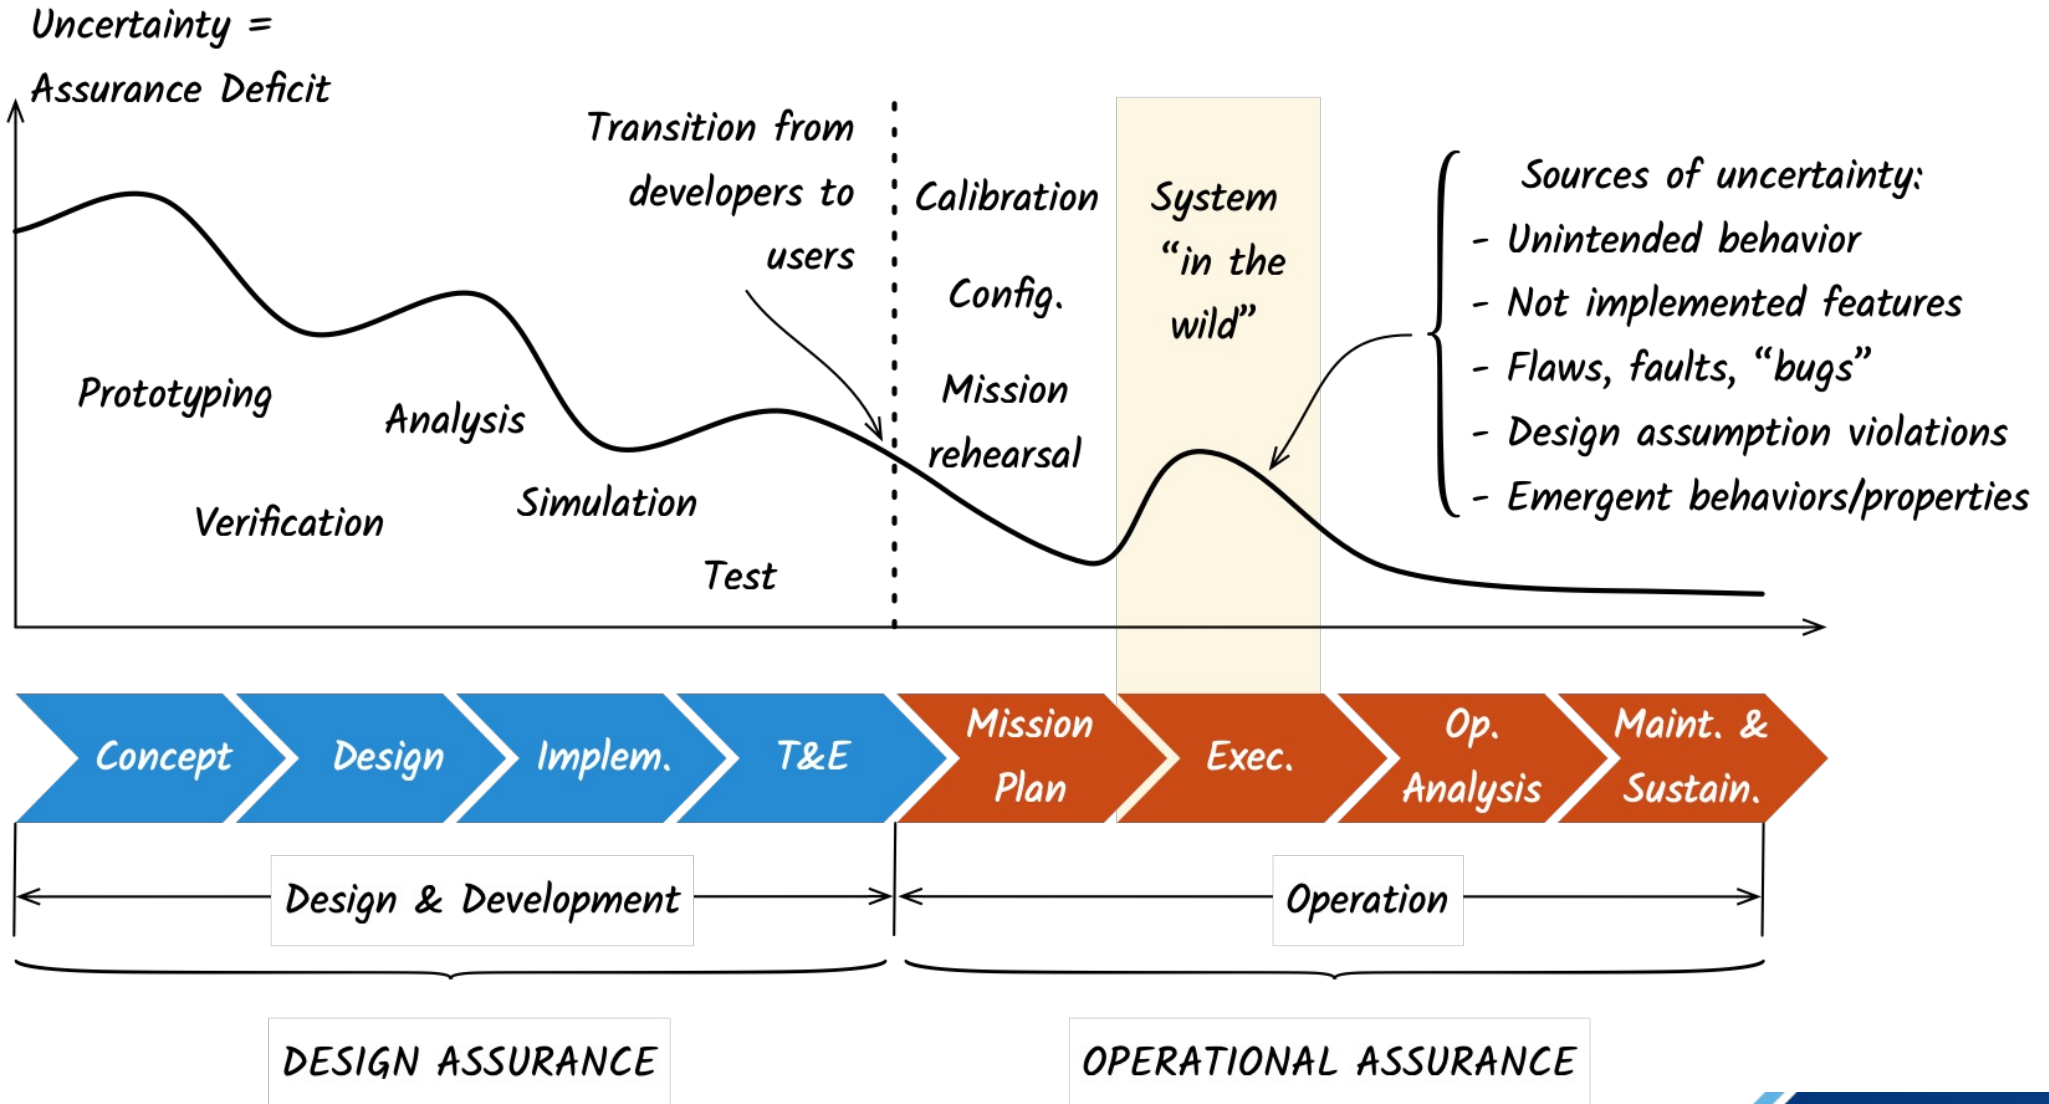 Uncertainty =
Assurance Deficit
Transition from
developers to
users
Calibration
Config.
Mission
rehearsal
System
“in the
wild”
Sources of uncertainty:
- Unintended behavior
- Not implemented features
- Flaws, faults, “bugs”
- Design assumption violations
- Emergent behaviors/properties
Prototyping
Verification
Analysis
Simulation
Test
Concept
Design
Implem.
T&E
Mission
Plan
Exec.
Op.
Analysis
Maint. &
Sustain.
Design & Development
Operation
DESIGN ASSURANCE
OPERATIONAL ASSURANCE